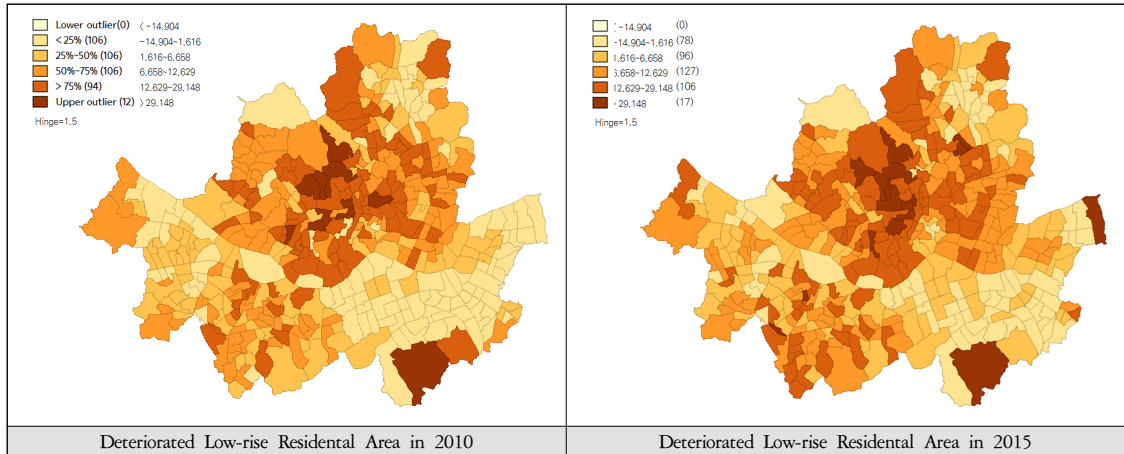 Lower outlier(0) ⟨ -14.904
< 25% (106) -14.904~1.616
25%~50% (106) 1.616~6.658
50%~75% (106) 6.658~12.629
> 75% (94) 12.629~29.148
Upper outlier (12) ⟩ 29.148
Hinge=1.5
: -14.904 (0)
-14.904~1.616 (78)
1.616-6.658 (96)
6.658-12.629 (127)
12.629-29.148 (106
29.148 (17)
Hinge=1.5
Deteriorated Low-rise Residental Area in 2010
Deteriorated Low-rise Residental Area in 2015